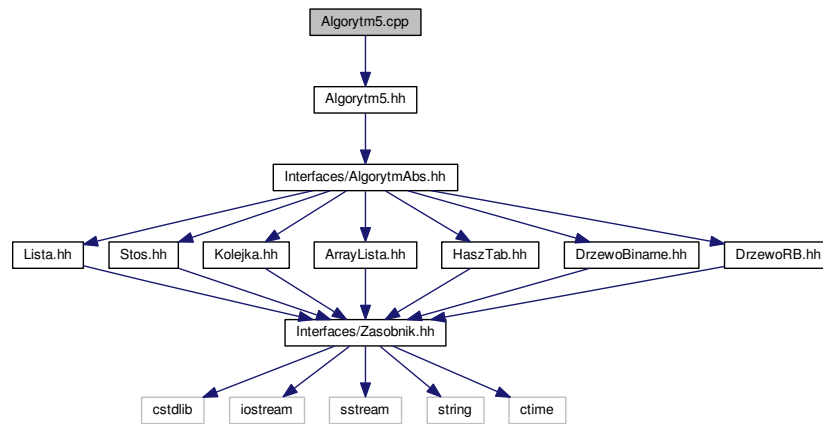 Algorytm5.cpp
Algorytm5.hh
Interfaces/AlgorytmAbs.hh
Lista.hh
Stos.hh
Kolejka.hh
ArrayLista.hh
HaszTab.hh
DrzewoBiname.hh
DrzewoRB.hh
Interfaces/Zasobnik.hh
cstdlib
iostream
sstream
string
ctime